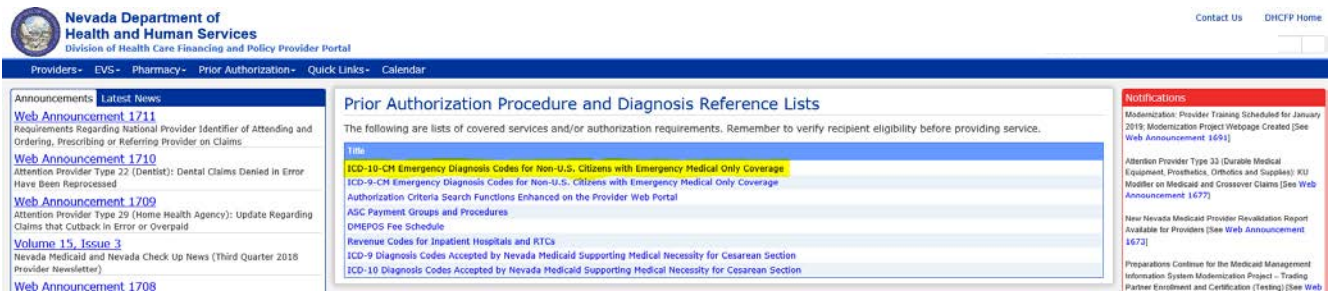 Nevada Department of
Health and Human Services
Division of Health Care Financing and Policy Provider Portal
Contact Us DHCFP Home
Providers EVS Pharmacy Prior Authorization Quick Links Calendar
Announcements Latest News
Web Announcement 1711
Requirements Regarding National Provider Identifier of Attending and
Ordering, Prescribing or Referring Provider on Claims
Web Announcement 1710
Attention Provider Type 22 (Dentist): Dental Claims Denied in Error
Have Been Reprocessed
Web Announcement 1709
Attention Provider Type 29 (Home Health Agency): Update Regarding
Claims that Cutback in Error or Overpaid
Volume 15, Issue 3
Nevada Medicaid and Nevada Check Up News (Third Quarter 2018
Provider Newsletter)
Web Announcement 1708
Prior Authorization Procedure and Diagnosis Reference Lists
The following are lists of covered services and/or authorization requirements. Remember to verify recipient eligibility before providing service.
Title
ICD-10-CM Emergency Diagnosis Codes for Non-U.S. Citizens with Emergency Medical Only Coverage
ICD-9-CM Emergency Diagnosis Codes for Non-U.S. Citizens with Emergency Medical Only Coverage
Authorization Criteria Search Functions Enhanced on the Provider Web Portal
ASC Payment Groups and Procedures
DMEPOS Fee Schedule
Revenue Codes for Inpatient Hospitals and RTCs
ICD-9 Diagnosis Codes Accepted by Nevada Medicaid Supporting Medical Necessity for Cesarean Section
ICD-10 Diagnosis Codes Accepted by Nevada Medicaid Supporting Medical Necessity for Cesarean Section
Notifications
Modernization: Provider Training Scheduled for January
2019; Modernization Project Webpage Created [See
Web Announcement 1691]
Attention Provider Type 33 (Durable Medical
Equipment, Prosthetics, Orthotics and Supplies): KU
Modifier on Medicaid and Crossover Claims [See Web
Announcement 1677]
New Nevada Medicaid Provider Revalidation Report
Available for Providers [See Web Announcement
1673]
Preparations Continue for the Medicaid Management
Information System Modernization Project – Trading
Partner Enrollment and Certification (Testing) [See Web